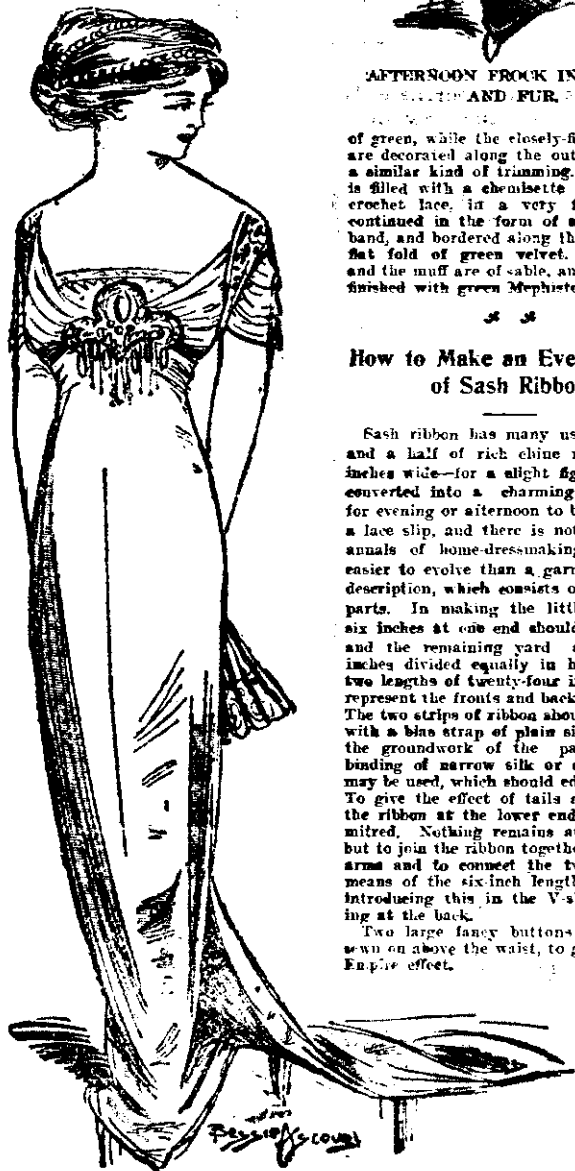 AFTERNOON FROCK IN
AND FUR.
of green, while the closely-fi
are decorated along the out
a similar kind of trimming.
is filled with a chemisette
crochet lace, in a very f
continued in the form of a
band, and bordered along th
flat fold of green velvet.
and the muff are of sable, an
finished with green Mephisto
How to Make an Eve
of Sash Ribbo
Sash ribbon has many us
and a half of rich chine r
inches wide—for a slight fig
converted into a charming
for evening or afternoon to b
a lace slip, and there is not
annals of home-dressmaking
easier to evolve than a garm
description, which consists o
parts. In making the littl
six inches at one end should
and the remaining yard a
inches divided equally in h
two lengths of twenty-four i
represent the fronts and back
The two strips of ribbon shou
with a bias strap of plain si
the groundwork of the pa
binding of narrow silk or
may be used, which should ed
To give the effect of tails a
the ribbon at the lower end
mitred. Nothing remains a
but to join the ribbon togethe
arms and to connect the tw
means of the six-inch length
introducing this in the V-s
ing at the back.
Two large fancy buttons
sewn on above the waist, to g
Empire effect.
Bessie Ascough